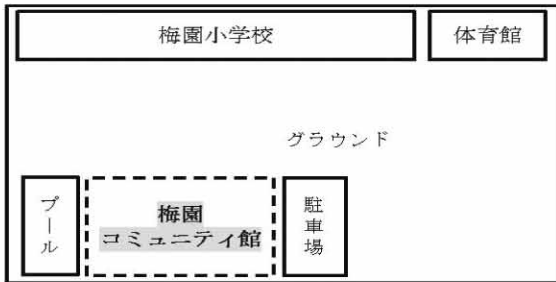 梅園小学校
体育館
グラウンド
プール
梅園
コミュニティ館
駐車場